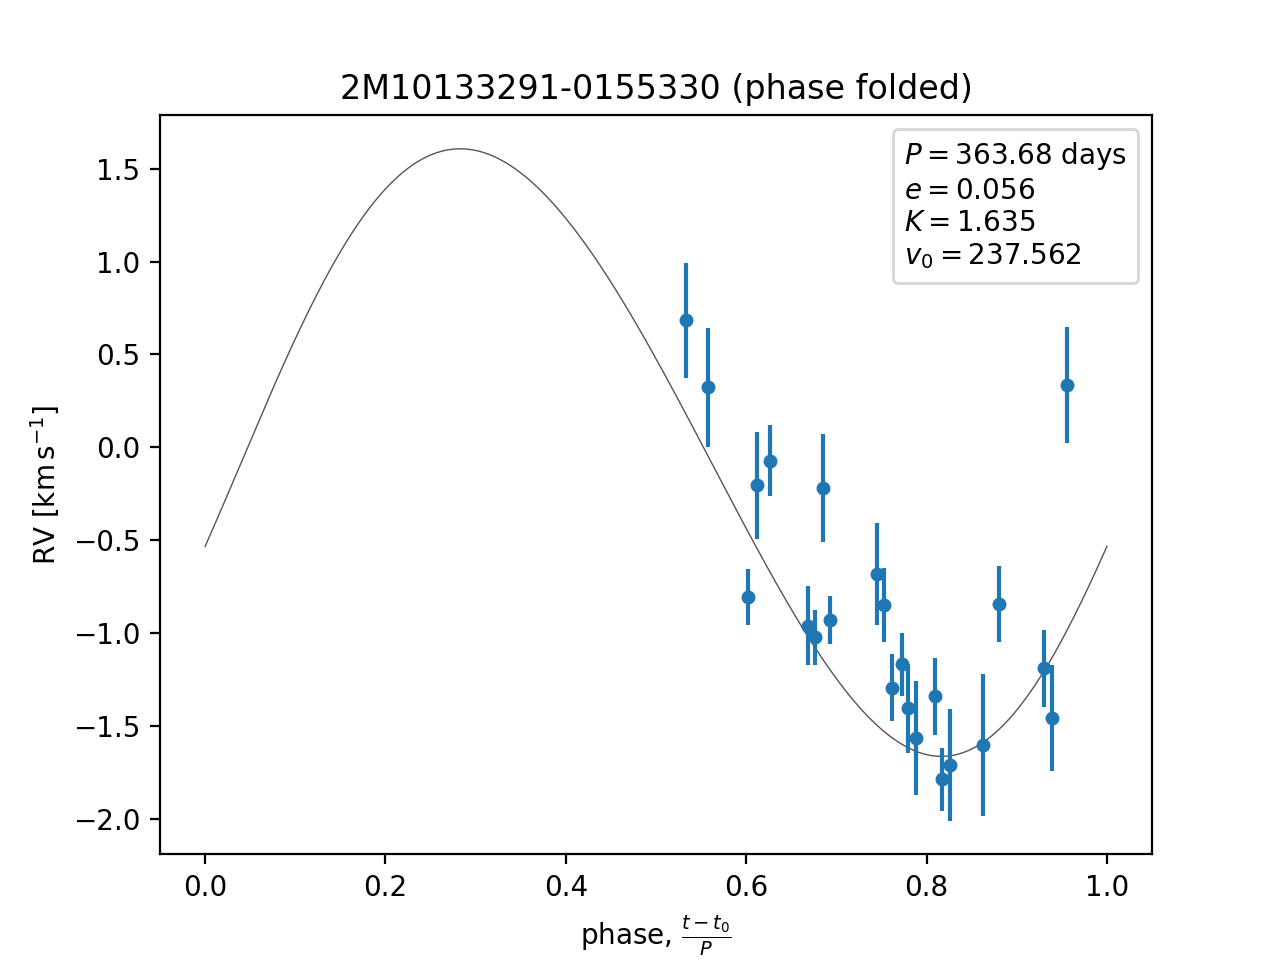 2M10133291-0155330 (phase folded)
P = 363.68 days
e = 0.056
K = 1.635
v₀ = 237.562
RV [km s⁻¹]
1.5
1.0
0.5
0.0
−0.5
−1.0
−1.5
−2.0
0.0 0.2 0.4 0.6 0.8 1.0
phase, (t − t₀)/P